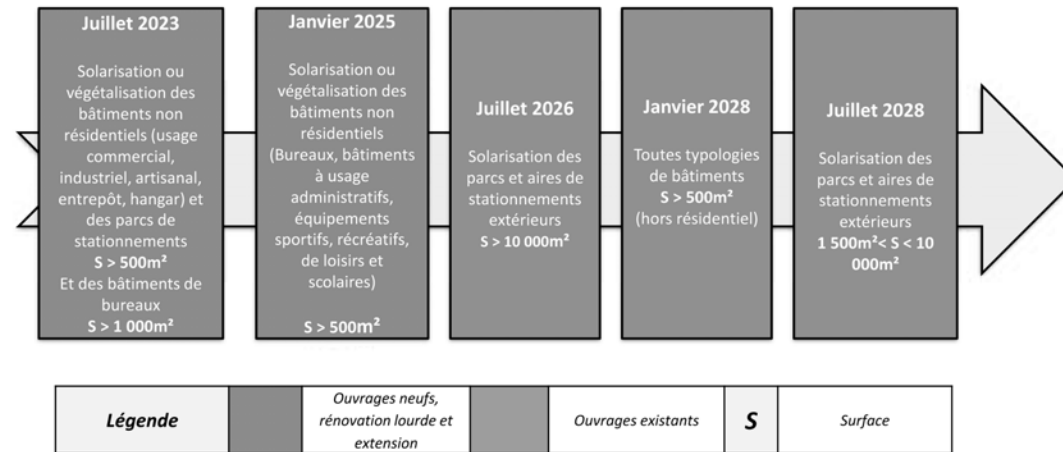 Juillet 2023
Solarisation ou
végétalisation des
bâtiments non
résidentiels (usage
commercial,
industriel, artisanal,
entrepôt, hangar) et
des parcs de
stationnements
S > 500m²
Et des bâtiments de
bureaux
S > 1 000m²
Janvier 2025
Solarisation ou
végétalisation des
bâtiments non
résidentiels
(Bureaux, bâtiments
à usage
administratifs,
équipements
sportifs, récréatifs,
de loisirs et
scolaires)
S > 500m²
Juillet 2026
Solarisation des
parcs et aires de
stationnements
extérieurs
S > 10 000m²
Janvier 2028
Toutes typologies
de bâtiments
S > 500m²
(hors résidentiel)
Juillet 2028
Solarisation des
parcs et aires de
stationnements
extérieurs
1 500m²< S < 10
000m²
Légende
Ouvrages neufs,
rénovation lourde et
extension
Ouvrages existants
S
Surface